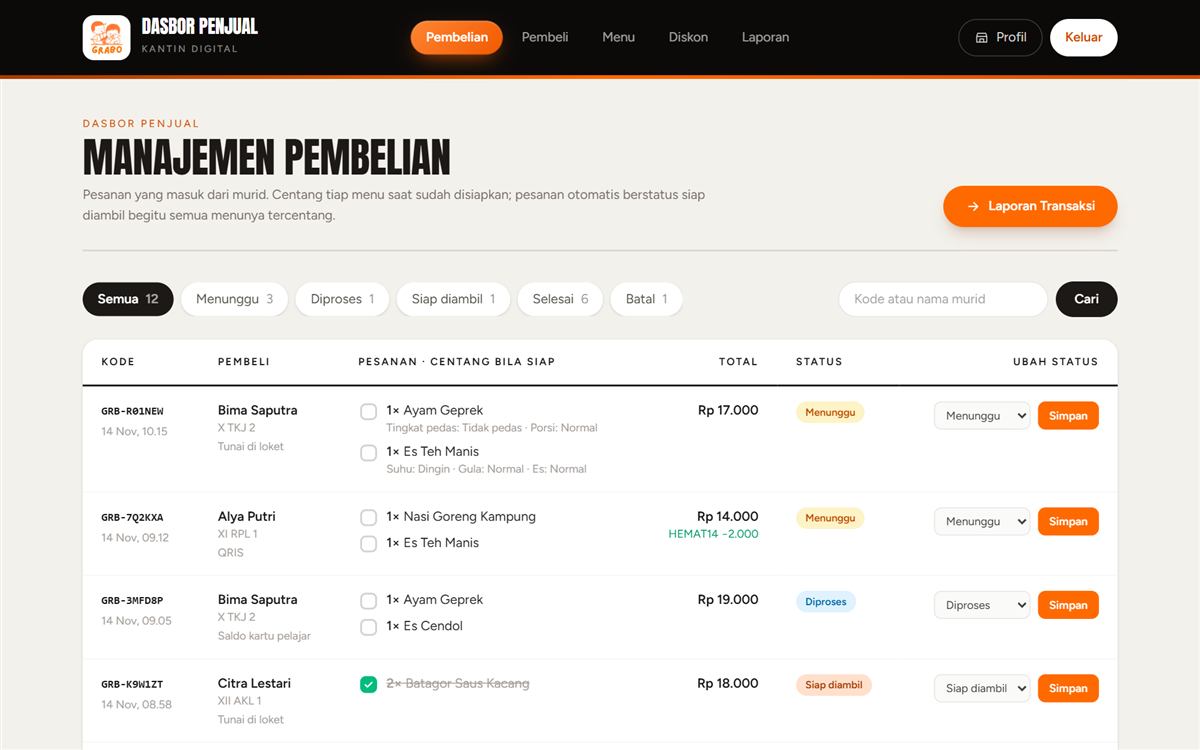 GRABO
DASBOR PENJUAL
KANTIN DIGITAL
Pembelian
Pembeli
Menu
Diskon
Laporan
Profil
Keluar
DASBOR PENJUAL
MANAJEMEN PEMBELIAN
Pesanan yang masuk dari murid. Centang tiap menu saat sudah disiapkan; pesanan otomatis berstatus siap
diambil begitu semua menunya tercentang.
→ Laporan Transaksi
Semua 12
Menunggu 3
Diproses 1
Siap diambil 1
Selesai 6
Batal 1
Kode atau nama murid
Cari
KODE
PEMBELI
PESANAN · CENTANG BILA SIAP
TOTAL
STATUS
UBAH STATUS
GRB-R01NEW
14 Nov, 10.15
Bima Saputra
X TKJ 2
Tunai di loket
1× Ayam Geprek
Tingkat pedas: Tidak pedas · Porsi: Normal
1× Es Teh Manis
Suhu: Dingin · Gula: Normal · Es: Normal
Rp 17.000
Menunggu
Menunggu
Simpan
GRB-7Q2KXA
14 Nov, 09.12
Alya Putri
XI RPL 1
QRIS
1× Nasi Goreng Kampung
1× Es Teh Manis
Rp 14.000
HEMAT14 -2.000
Menunggu
Menunggu
Simpan
GRB-3MFD8P
14 Nov, 09.05
Bima Saputra
X TKJ 2
Saldo kartu pelajar
1× Ayam Geprek
1× Es Cendol
Rp 19.000
Diproses
Diproses
Simpan
GRB-K9W1ZT
14 Nov, 08.58
Citra Lestari
XII AKL 1
Tunai di loket
2× Batagor Saus Kacang
Rp 18.000
Siap diambil
Siap diambil
Simpan